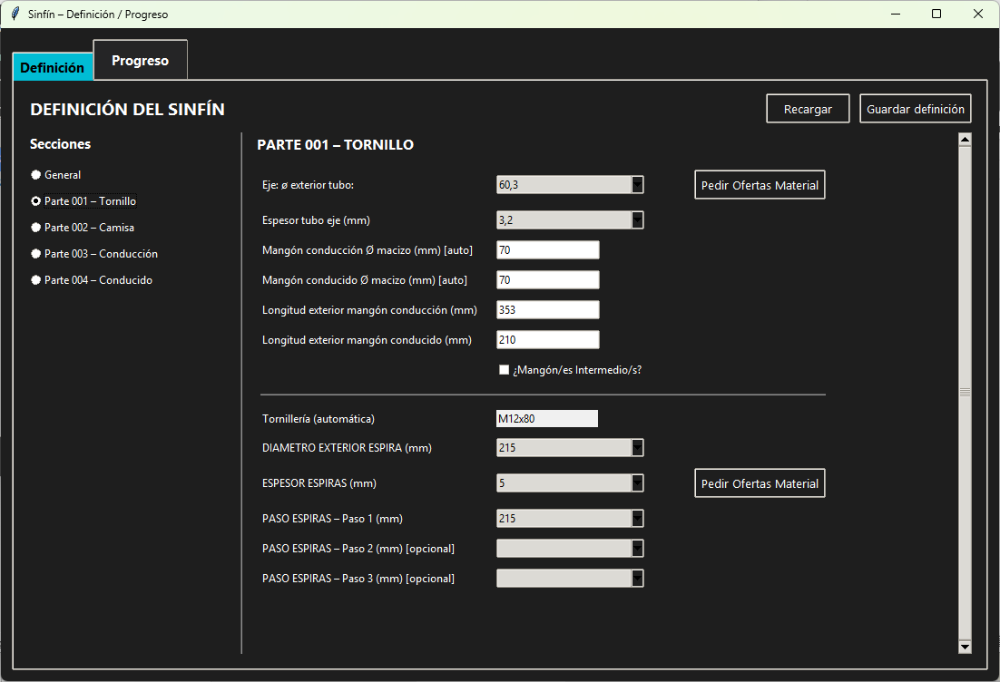 Sinfín – Definición / Progreso
Definición
Progreso
DEFINICIÓN DEL SINFÍN
Recargar
Guardar definición
Secciones
General
Parte 001 – Tornillo
Parte 002 – Camisa
Parte 003 – Conducción
Parte 004 – Conducido
PARTE 001 – TORNILLO
Eje: ø exterior tubo:
60,3
Pedir Ofertas Material
Espesor tubo eje (mm)
3,2
Mangón conducción Ø macizo (mm) [auto]
70
Mangón conducido Ø macizo (mm) [auto]
70
Longitud exterior mangón conducción (mm)
353
Longitud exterior mangón conducido (mm)
210
¿Mangón/es Intermedio/s?
Tornillería (automática)
M12x80
DIAMETRO EXTERIOR ESPIRA (mm)
215
ESPESOR ESPIRAS (mm)
5
Pedir Ofertas Material
PASO ESPIRAS – Paso 1 (mm)
215
PASO ESPIRAS – Paso 2 (mm) [opcional]
PASO ESPIRAS – Paso 3 (mm) [opcional]